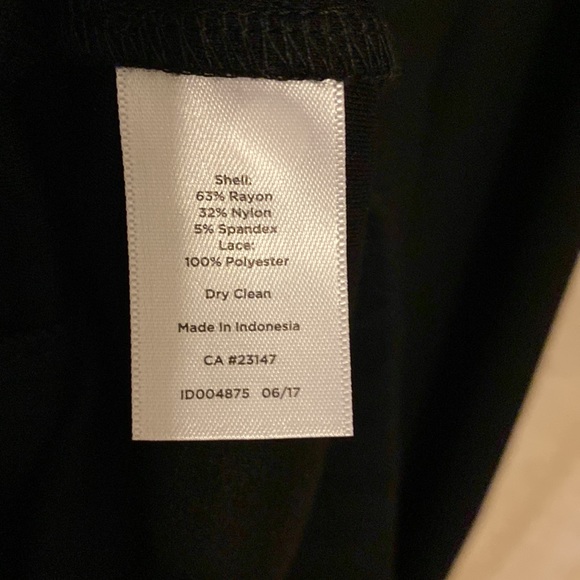 Shell:
63% Rayon
32% Nylon
5% Spandex
Lace:
100% Polyester
Dry Clean
Made In Indonesia
CA #23147
ID004875 06/17